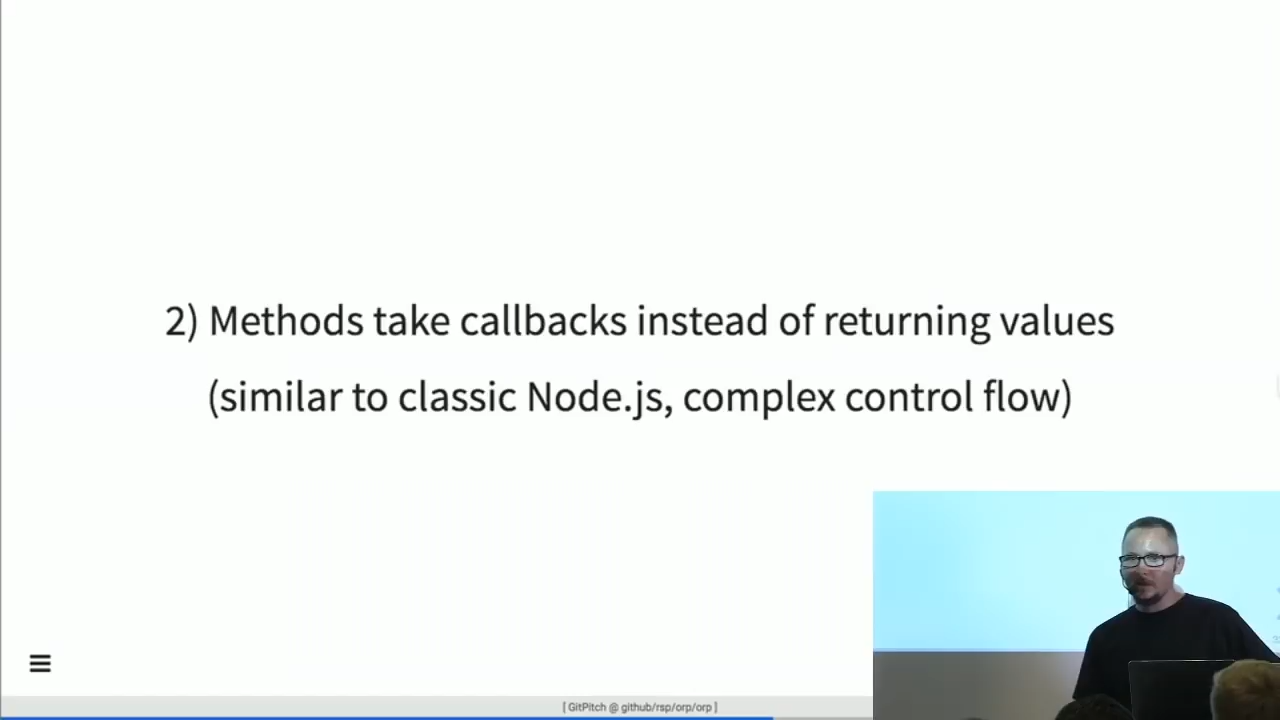 2) Methods take callbacks instead of returning values
(similar to classic Node.js, complex control flow)
[ GitPitch @ github/rsp/orp/orp ]